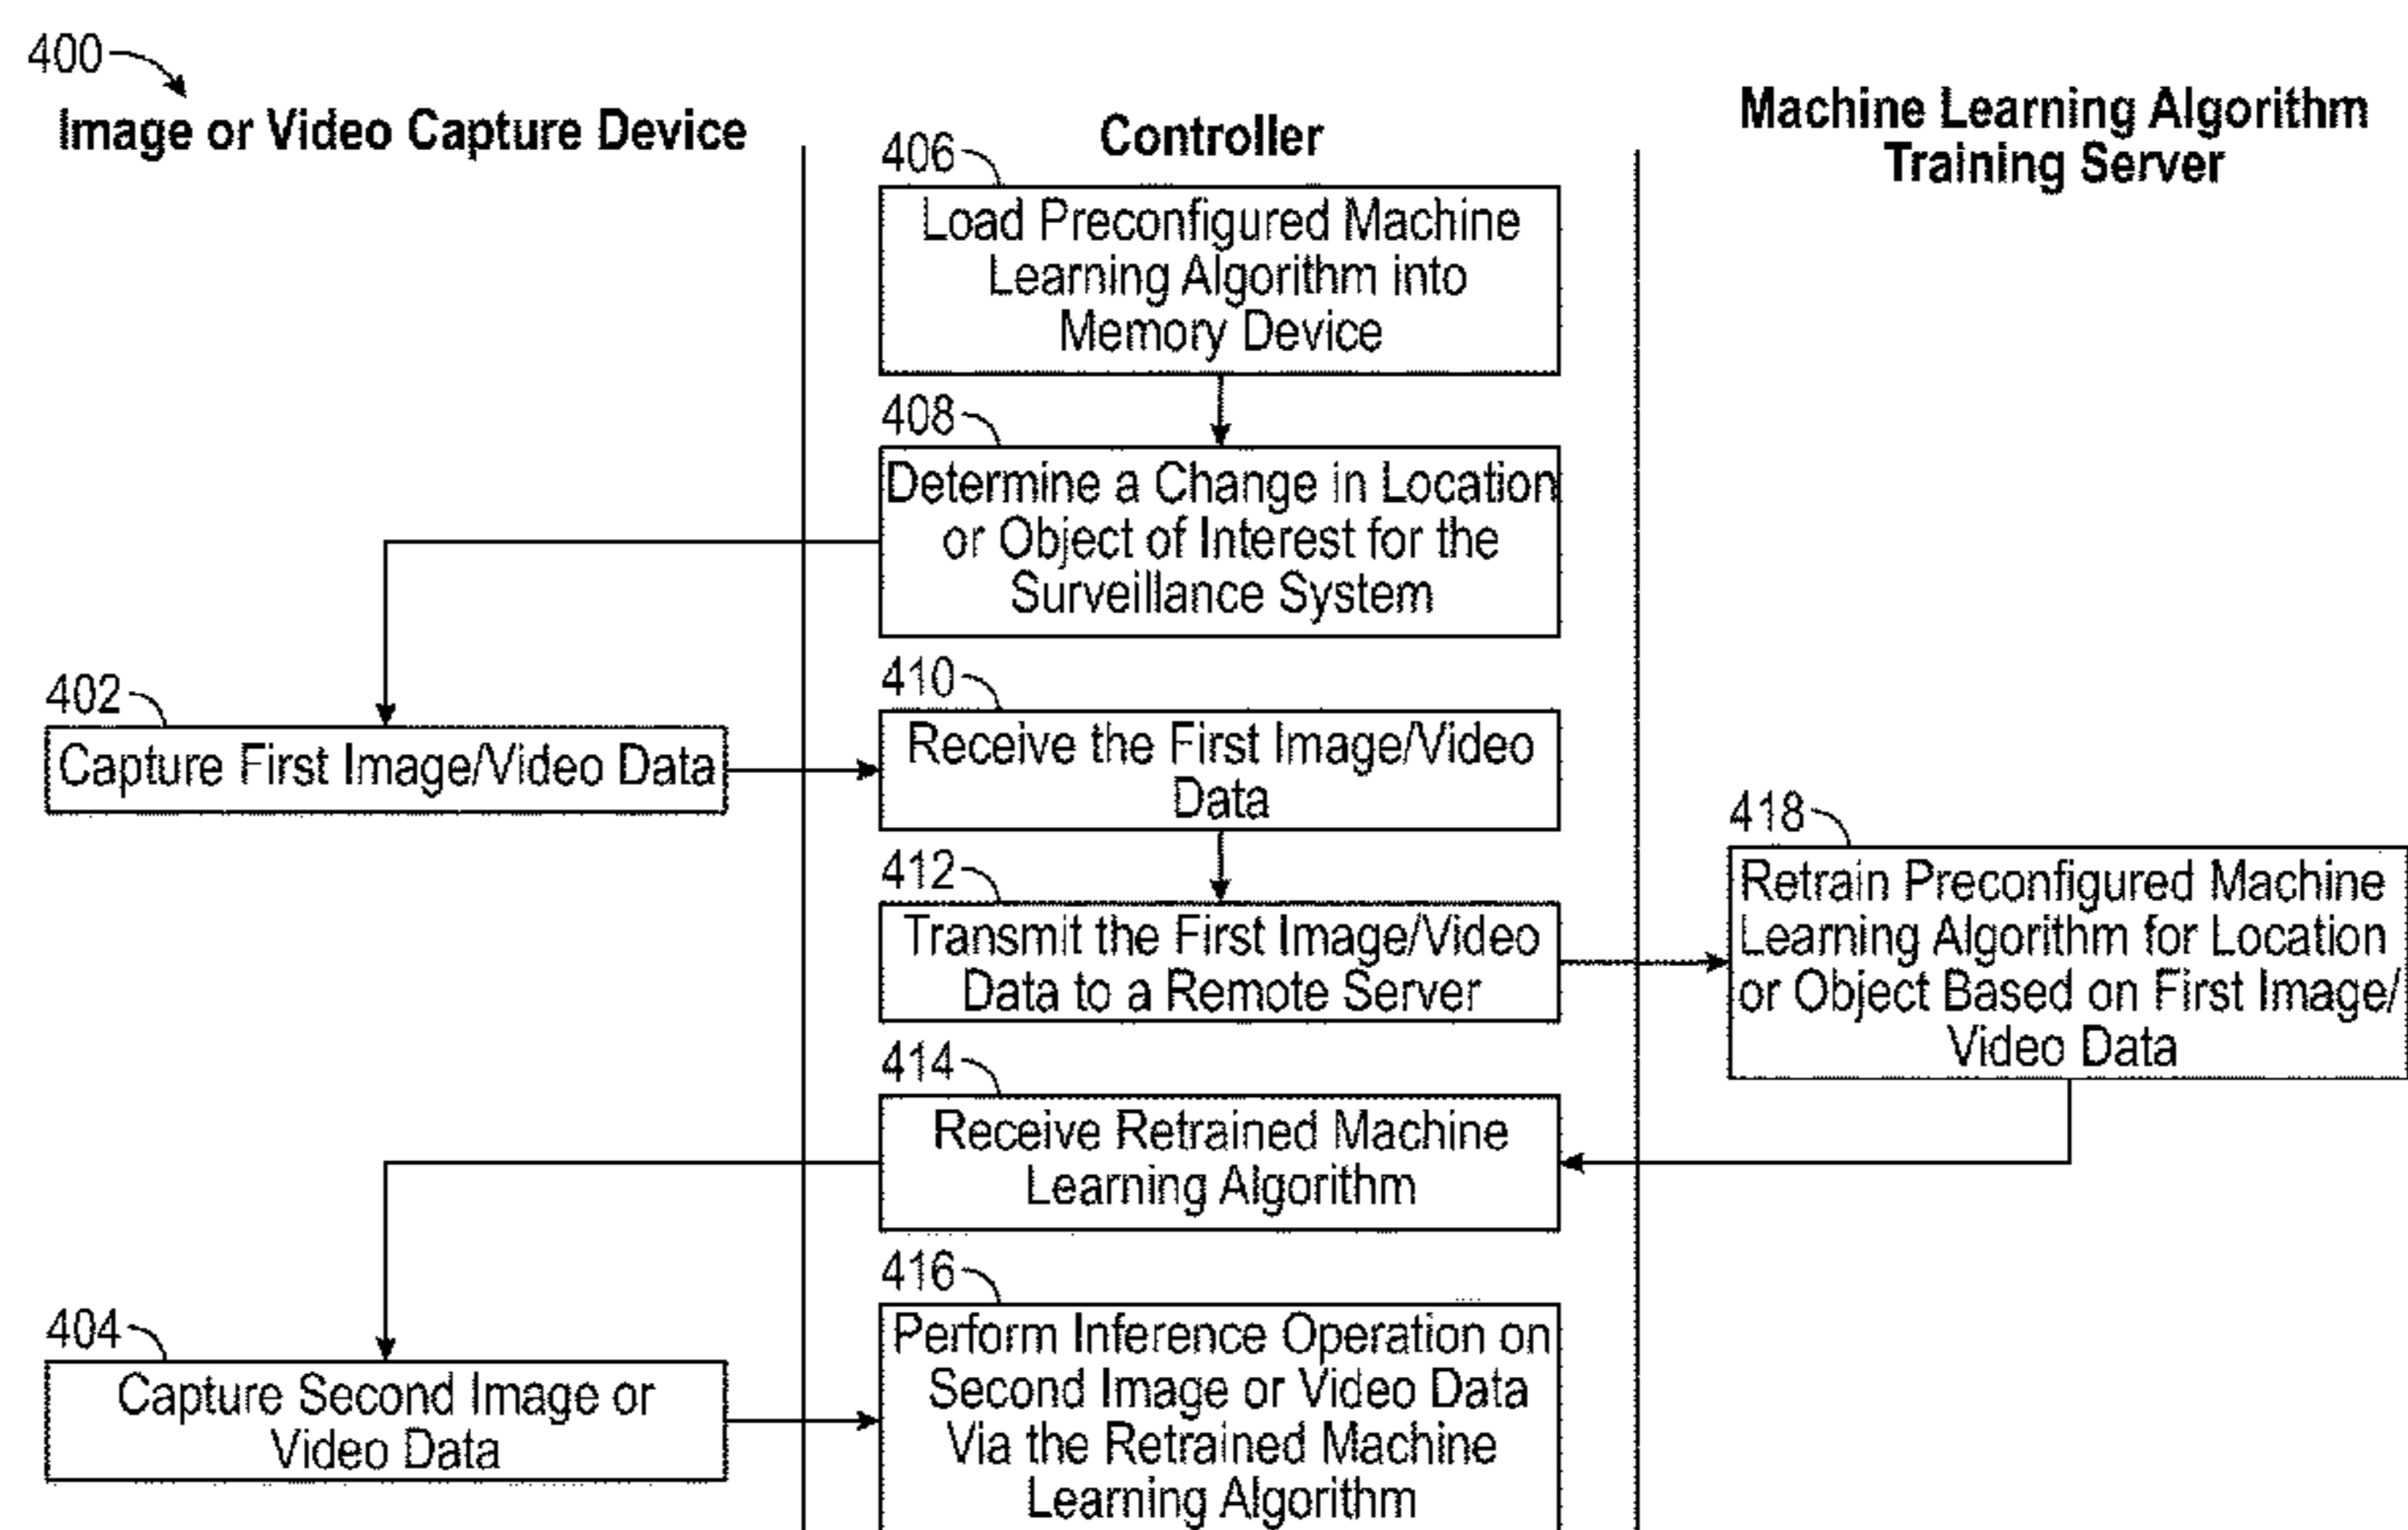 400
Image or Video Capture Device
Controller
Machine Learning Algorithm
Training Server
406
Load Preconfigured Machine
Learning Algorithm into
Memory Device
408
Determine a Change in Location
or Object of Interest for the
Surveillance System
402
Capture First Image/Video Data
410
Receive the First Image/Video
Data
412
Transmit the First Image/Video
Data to a Remote Server
418
Retrain Preconfigured Machine
Learning Algorithm for Location
or Object Based on First Image/
Video Data
414
Receive Retrained Machine
Learning Algorithm
404
Capture Second Image or
Video Data
416
Perform Inference Operation on
Second Image or Video Data
Via the Retrained Machine
Learning Algorithm